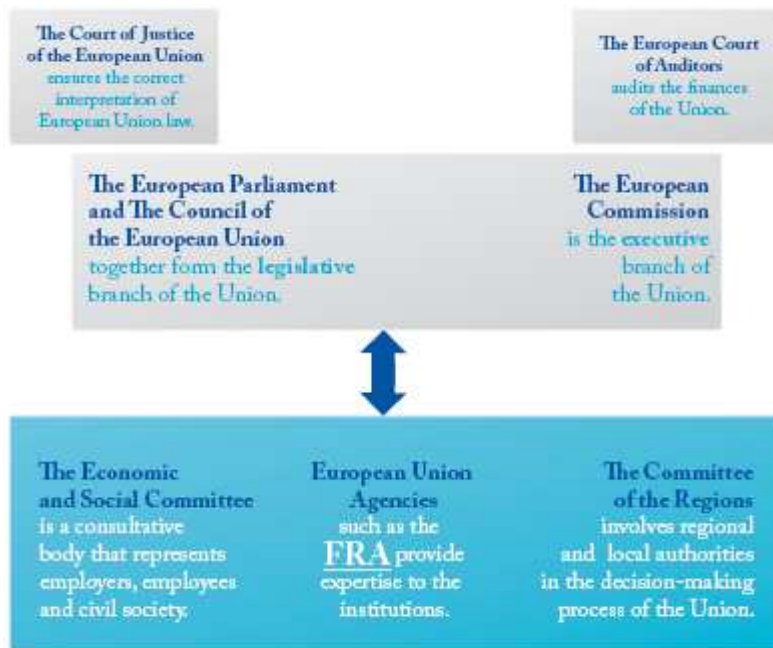 The Court of Justice
of the European Union
ensures the correct
interpretation of
European Union law.
The European Court
of Auditors
audits the finances
of the Union.
The European Parliament
and The Council of
the European Union
together form the legislative
branch of the Union.
The European
Commission
is the executive
branch of
the Union.
The Economic
and Social Committee
is a consultative
body that represents
employers, employees
and civil society.
European Union
Agencies
such as the
FRA provide
expertise to the
institutions.
The Committee
of the Regions
involves regional
and local authorities
in the decision-making
process of the Union.